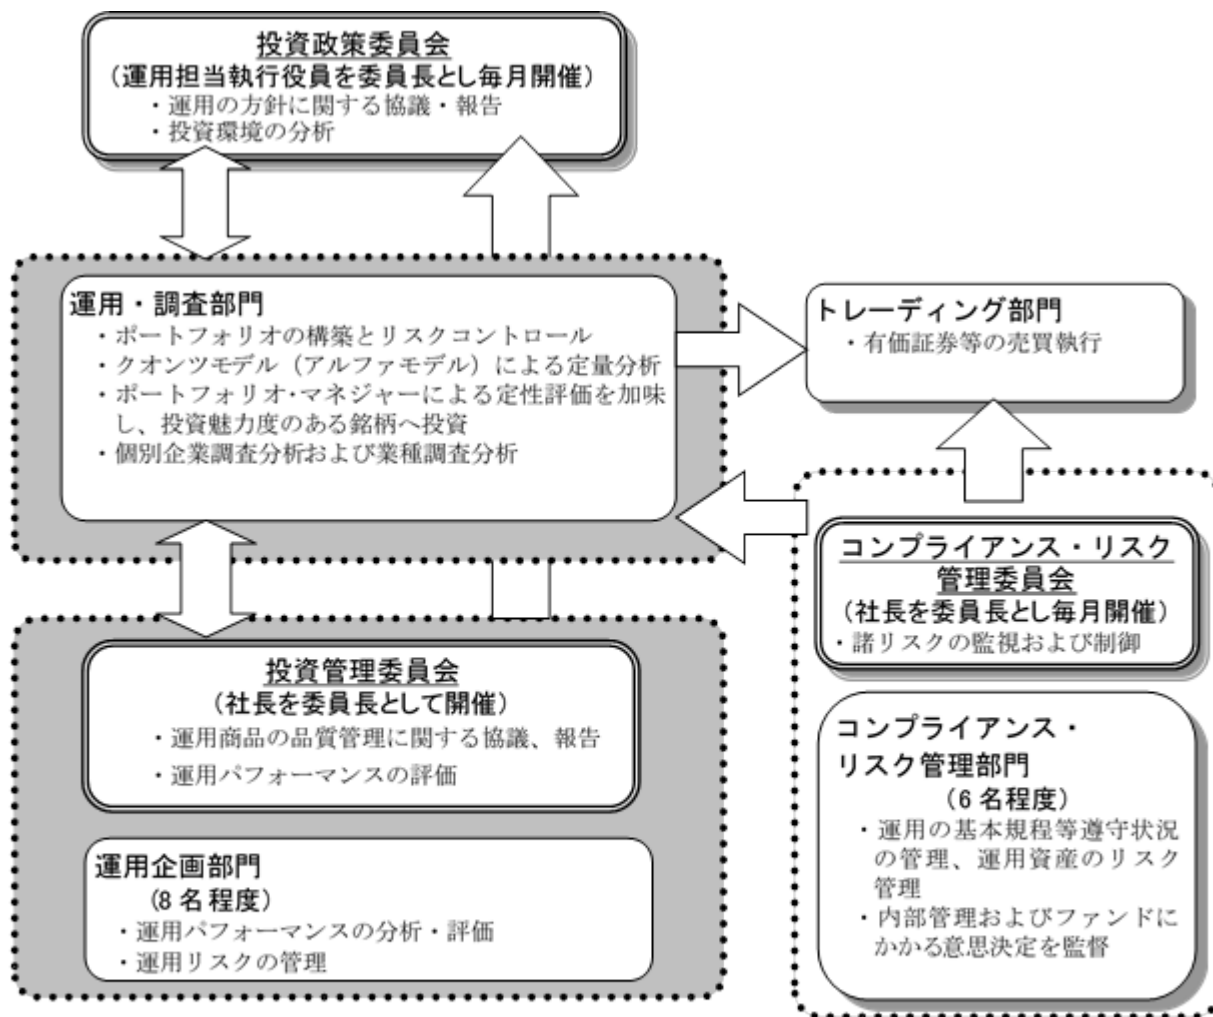 投資政策委員会
（運用担当執行役員を委員長とし毎月開催）
・運用の方針に関する協議・報告
・投資環境の分析
運用・調査部門
・ポートフォリオの構築とリスクコントロール
・クオンツモデル（アルファモデル）による定量分析
・ポートフォリオ･マネジャーによる定性評価を加味
し、投資魅力度のある銘柄へ投資
・個別企業調査分析および業種調査分析
トレーディング部門
・有価証券等の売買執行
投資管理委員会
（社長を委員長として開催）
・運用商品の品質管理に関する協議、報告
・運用パフォーマンスの評価
運用企画部門
（8 名程度）
・運用パフォーマンスの分析・評価
・運用リスクの管理
コンプライアンス・リスク
管理委員会
（社長を委員長とし毎月開催）
・諸リスクの監視および制御
コンプライアンス・
リスク管理部門
（6 名程度）
・運用の基本規程等遵守状況
の管理、運用資産のリスク
管理
・内部管理およびファンドに
かかる意思決定を監督